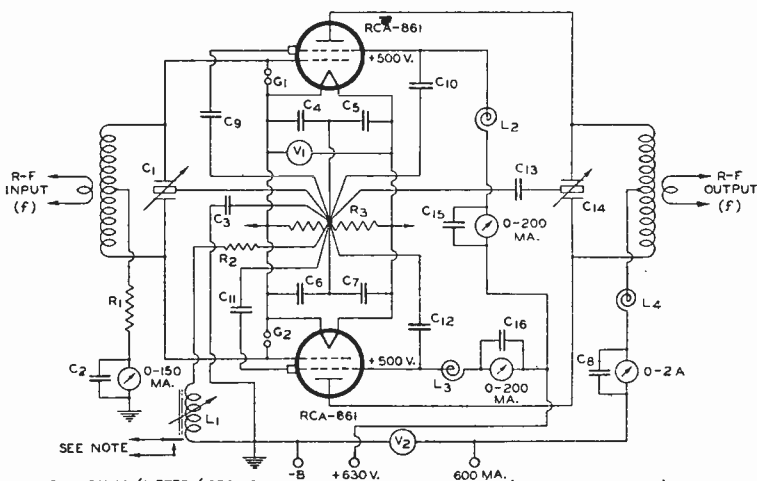 RCA-861
+500 V.
G1
C9
C4
C5
C10
L2
V1
R-F
INPUT
(f)
C1
C13
R-F
OUTPUT
(f)
C3
R3
C15
0-200
MA.
C14
R2
C11
C6
C7
R1
L4
C12
C16
G2
+500 V.
C2
0-150
MA.
L3
0-200
MA.
C8
0-2 A
L1
RCA-861
SEE NOTE
V2
-B
+630 V.
600 MA.